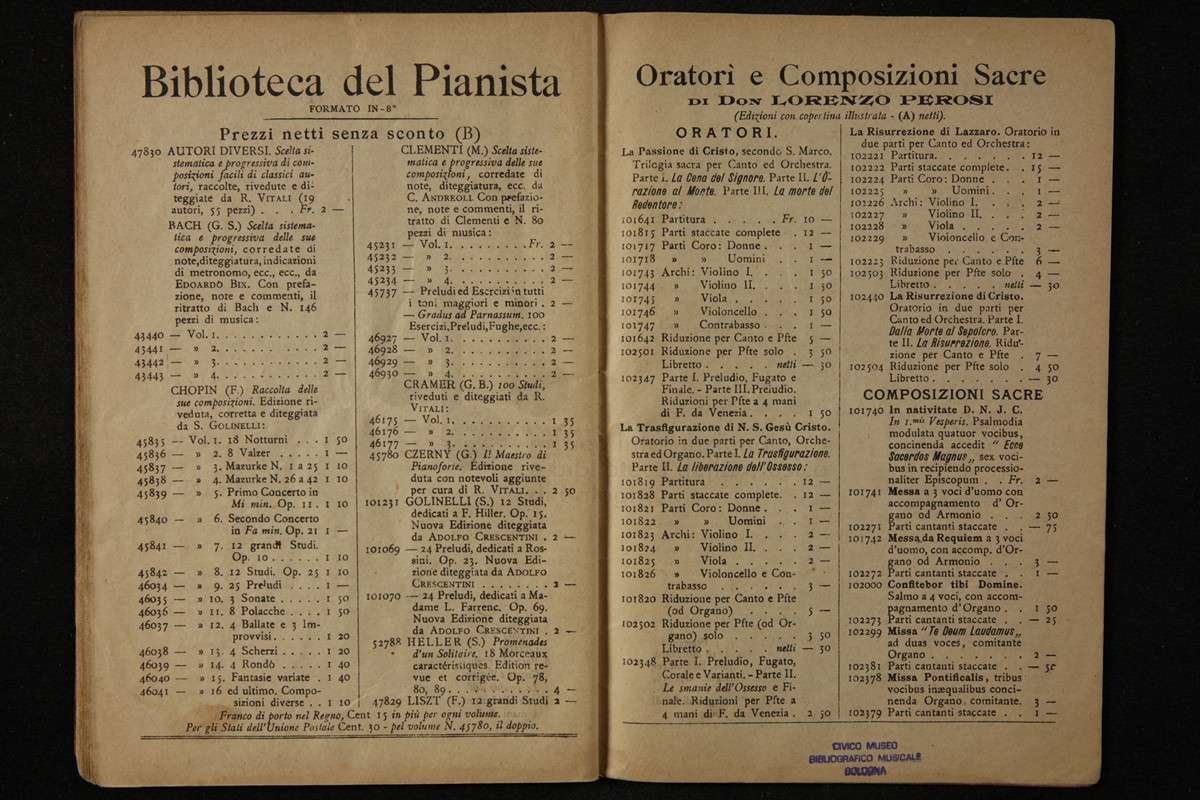 Biblioteca del Pianista
FORMATO IN-8°
Prezzi netti senza sconto (B)
47830 AUTORI DIVERSI. Scelta si-
stematica e progressiva di com-
posizioni facili di classici au-
tori, raccolte, rivedute e di-
teggiate da R. VITALI (19
autori, 55 pezzi) . . . Fr. 2 —
BACH (G. S.) Scelta sistema-
tica e progressiva delle sue
composizioni, corredate di
note, diteggiatura, indicazioni
di metronomo, ecc., ecc., da
EDOARDO BIX. Con prefa-
zione, note e commenti, il
ritratto di Bach e N. 146
pezzi di musica:
43440 — Vol. 1. . . . . . . . . . . . 2 —
43441 — » 2. . . . . . . . . . . . 2 —
43442 — » 3. . . . . . . . . . . . 2 —
43443 — » 4. . . . . . . . . . . . 2 —
CHOPIN (F.) Raccolta delle
sue composizioni. Edizione ri-
veduta, corretta e diteggiata
da S. GOLINELLI:
45835 — Vol. 1. 18 Notturni . . . 1 50
45836 — » 2. 8 Valzer . . . . 1 —
45837 — » 3. Mazurke N. 1 a 25 1 10
45838 — » 4. Mazurke N. 26 a 42 1 10
45839 — » 5. Primo Concerto in
Mi min. Op. 11 . 1 10
45840 — » 6. Secondo Concerto
in Fa min. Op. 21 1 —
45841 — » 7. 12 grandi Studi.
Op. 10 . . . . . . 1 10
45842 — » 8. 12 Studi. Op. 25 1 10
46034 — » 9. 25 Preludi . . . . 1 —
46035 — » 10. 3 Sonate . . . . . 1 50
46036 — » 11. 8 Polacche . . . . 1 50
46037 — » 12. 4 Ballate e 3 Im-
provvisi. . . . . . 1 20
46038 — » 13. 4 Scherzi . . . . . 1 20
46039 — » 14. 4 Rondò . . . . . 1 40
46040 — » 15. Fantasie variate . 1 40
46041 — » 16 ed ultimo. Compo-
sizioni diverse . . 1 10
CLEMENTI (M.) Scelta siste-
matica e progressiva delle sue
composizioni, corredate di
note, diteggiatura, ecc. da
C. ANDREOLI. Con prefazio-
ne, note e commenti, il ri-
tratto di Clementi e N. 80
pezzi di musica:
45231 — Vol. 1. . . . . . . . . Fr. 2 —
45232 — » 2. . . . . . . . . . . 2 —
45233 — » 3. . . . . . . . . . . 2 —
45234 — » 4. . . . . . . . . . . 2 —
45737 — Preludi ed Esercizi in tutti
i toni maggiori e minori . 2 —
— Gradus ad Parnassum. 100
Esercizi, Preludi, Fughe, ecc. :
46927 — Vol. 1. . . . . . . . . . . 2 —
46928 — » 2. . . . . . . . . . . 2 —
46929 — » 3. . . . . . . . . . . 2 —
46930 — » 4. . . . . . . . . . . 2 —
CRAMER (G. B.) 100 Studi,
riveduti e diteggiati da R.
VITALI:
46175 — Vol. 1. . . . . . . . . . 1 35
46176 — » 2. . . . . . . . . . 1 35
46177 — » 3. . . . . . . . . . 1 35
45780 CZERNY (G.) Il Maestro di
Pianoforte. Edizione rive-
duta con notevoli aggiunte
per cura di R. VITALI. . . 2 50
101231 GOLINELLI (S.) 12 Studi,
dedicati a F. Hiller. Op. 15.
Nuova Edizione diteggiata
da ADOLFO CRESCENTINI . 2 —
101069 — 24 Preludi, dedicati a Ros-
sini. Op. 23. Nuova Edi-
zione diteggiata da ADOLFO
CRESCENTINI . . . . . . . 2 —
101070 — 24 Preludi, dedicati a Ma-
dame L. Farrenc. Op. 69.
Nuova Edizione diteggiata
da ADOLFO CRESCENTINI . 2 —
52788 HELLER (S.) Promenades
d'un Solitaire. 18 Morceaux
caractéristiques. Edition re-
vue et corrigée. Op. 78,
80, 89. . . . . . . . . . . . 4 —
47829 LISZT (F.) 12 grandi Studi 2 —
Franco di porto nel Regno, Cent. 15 in più per ogni volume.
Per gli Stati dell'Unione Postale Cent. 30 - pel volume N. 45780, il doppio.
Oratorì e Composizioni Sacre
DI DON LORENZO PEROSI
(Edizioni con copertina illustrata - (A) netti).
ORATORI.
La Passione di Cristo, secondo S. Marco.
Trilogia sacra per Canto ed Orchestra.
Parte I. La Cena del Signore. Parte II. L'O-
razione al Monte. Parte III. La morte del
Redentore:
101641 Partitura . . . . . Fr. 10 —
101815 Parti staccate complete . 12 —
101717 Parti Coro: Donne . . . 1 —
101718 » » Uomini . . 1 —
101743 Archi: Violino I. . . . 1 50
101744 » Violino II. . . . 1 50
101745 » Viola . . . . . 1 50
101746 » Violoncello . . . 1 50
101747 » Contrabasso . . . 1 —
101642 Riduzione per Canto e Pfte 5 —
102501 Riduzione per Pfte solo . 3 50
Libretto . . . . . netti — 30
102347 Parte I. Preludio, Fugato e
Finale. - Parte III. Preludio.
Riduzioni per Pfte a 4 mani
di F. da Venezia . . . . 1 50
La Trasfigurazione di N. S. Gesù Cristo.
Oratorio in due parti per Canto, Orche-
stra ed Organo. Parte I. La Trasfigurazione.
Parte II. La liberazione dell'Ossesso:
101819 Partitura . . . . . . . 12 —
101828 Parti staccate complete. . 12 —
101821 Parti Coro: Donne . . . 1 —
101822 » » Uomini . . 1 —
101823 Archi: Violino I. . . . 2 —
101824 » Violino II. . . . 2 —
101825 » Viola . . . . . 2 —
101826 » Violoncello e Con-
trabasso . . . . . . 3 —
101820 Riduzione per Canto e Pfte
(od Organo) . . . . 5 —
102502 Riduzione per Pfte (od Or-
gano) solo . . . . . 3 50
Libretto . . . . . netti — 30
102348 Parte I. Preludio, Fugato,
Corale e Varianti. - Parte II.
Le smanie dell'Ossesso e Fi-
nale. Riduzioni per Pfte a
4 mani di F. da Venezia . 2 50
La Risurrezione di Lazzaro. Oratorio in
due parti per Canto ed Orchestra:
102221 Partitura. . . . . . . 12 —
102222 Parti staccate complete. . 15 —
102224 Parti Coro: Donne . . . 1 —
102225 » » Uomini. . . 1 —
102226 Archi: Violino I. . . . 2 —
102227 » Violino II. . . . 2 —
102228 » Viola . . . . . 2 —
102229 » Violoncello e Con-
trabasso . . . . . . 3 —
102223 Riduzione per Canto e Pfte 6 —
102503 Riduzione per Pfte solo . 4 —
Libretto . . . . . netti — 30
102440 La Risurrezione di Cristo.
Oratorio in due parti per
Canto ed Orchestra. Parte I.
Dalla Morte al Sepolcro. Par-
te II. La Risurrezione. Ridu-
zione per Canto e Pfte . 7 —
102504 Riduzione per Pfte solo . 4 50
Libretto. . . . . . . — 30
COMPOSIZIONI SACRE
101740 In nativitate D. N. J. C.
In 1.mis Vesperis. Psalmodia
modulata quatuor vocibus,
concinenda accedit " Ecce
Sacerdos Magnus „ sex voci-
bus in recipiendo processio-
naliter Episcopum . . Fr. 2 —
101741 Messa a 3 voci d'uomo con
accompagnamento d'Or-
gano od Armonio . . . 2 50
102271 Parti cantanti staccate . . — 75
101742 Messa da Requiem a 3 voci
d'uomo, con accomp. d'Or-
gano od Armonio . . . 3 —
102272 Parti cantanti staccate . . 1 —
102000 Confitebor tibi Domine.
Salmo a 4 voci, con accom-
pagnamento d'Organo . . 1 50
102273 Parti cantanti staccate . . — 25
102299 Missa "Te Deum Laudamus„
ad duas voces, comitante
Organo . . . . . . . 2 —
102381 Parti cantanti staccate . . — 50
102378 Missa Pontificalis, tribus
vocibus inæqualibus conci-
nenda Organo comitante. 3 —
102379 Parti cantanti staccate . . 1 —
CIVICO MUSEO
BIBLIOGRAFICO MUSICALE
BOLOGNA